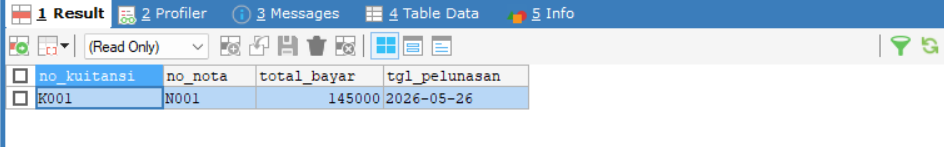 1 Result 2 Profiler 3 Messages 4 Table Data 5 Info
(Read Only)
no_kuitansi no_nota total_bayar tgl_pelunasan
K001 N001 145000 2026-05-26